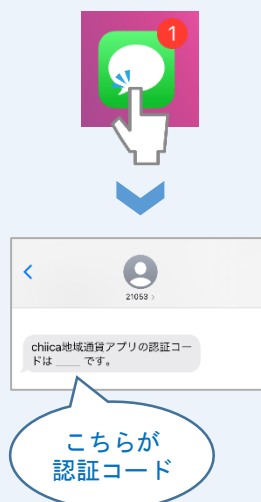 1
21053 >
chiica地域通貨アプリの認証コー
ドは ____ です。
こちらが
認証コード